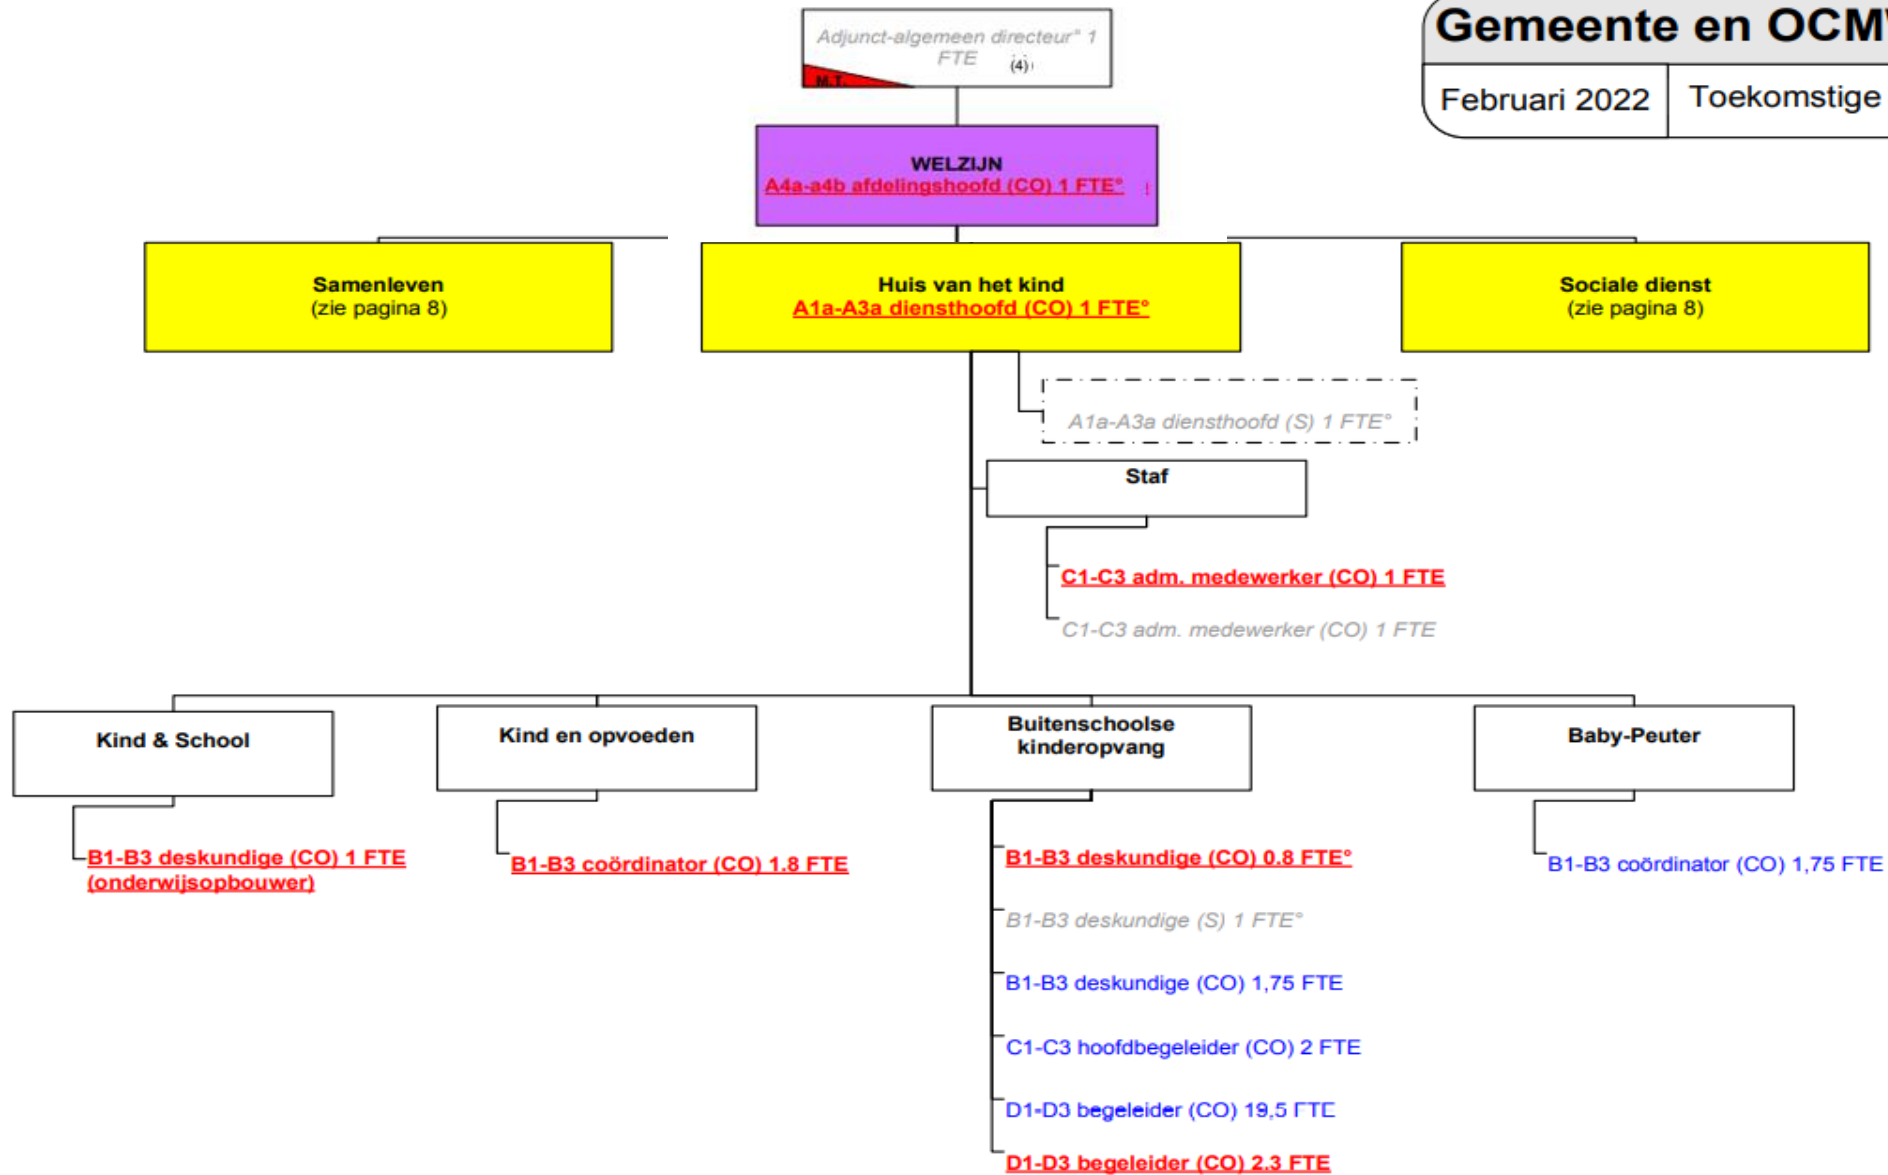 Adjunct-algemeen directeur° 1
FTE (4)
M.T.
Gemeente en OCMW
Februari 2022
Toekomstige
WELZIJN
A4a-a4b afdelingshoofd (CO) 1 FTE°
Samenleven
(zie pagina 8)
Huis van het kind
A1a-A3a diensthoofd (CO) 1 FTE°
Sociale dienst
(zie pagina 8)
A1a-A3a diensthoofd (S) 1 FTE°
Staf
C1-C3 adm. medewerker (CO) 1 FTE
C1-C3 adm. medewerker (CO) 1 FTE
Kind & School
B1-B3 deskundige (CO) 1 FTE
(onderwijsopbouwer)
Kind en opvoeden
B1-B3 coördinator (CO) 1.8 FTE
Buitenschoolse
kinderopvang
B1-B3 deskundige (CO) 0.8 FTE°
B1-B3 deskundige (S) 1 FTE°
B1-B3 deskundige (CO) 1,75 FTE
C1-C3 hoofdbegeleider (CO) 2 FTE
D1-D3 begeleider (CO) 19,5 FTE
D1-D3 begeleider (CO) 2.3 FTE
Baby-Peuter
B1-B3 coördinator (CO) 1,75 FTE